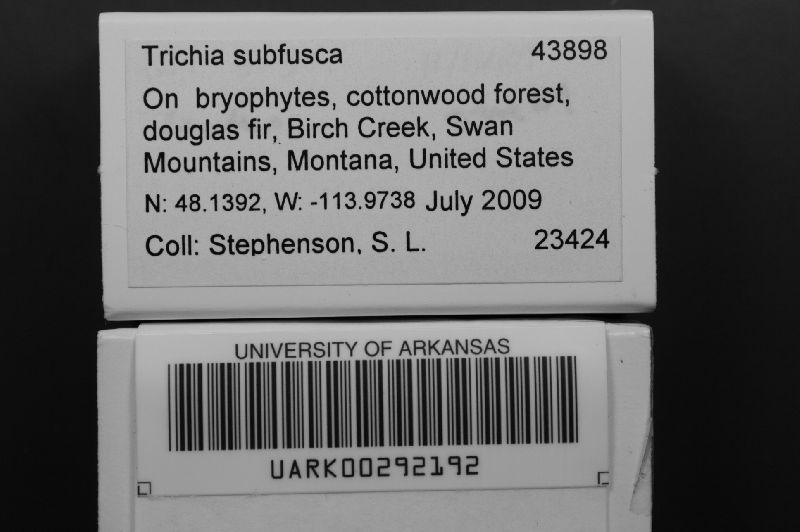 Trichia subfusca 43898
On bryophytes, cottonwood forest,
douglas fir, Birch Creek, Swan
Mountains, Montana, United States
N: 48.1392, W: -113.9738 July 2009
Coll: Stephenson, S. L. 23424
UNIVERSITY OF ARKANSAS
UARK00292192